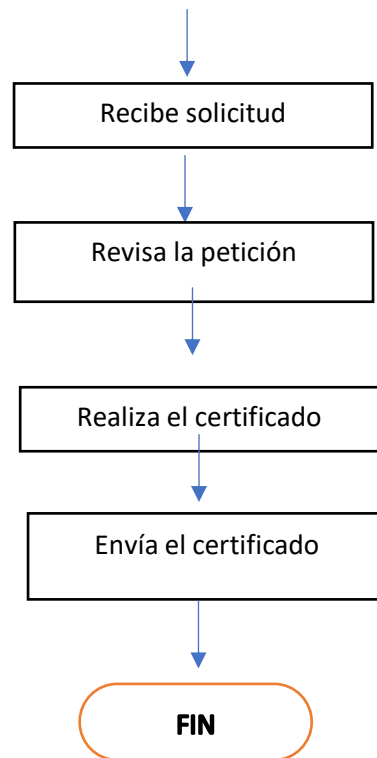 Recibe solicitud
Revisa la petición
Realiza el certificado
Envía el certificado
FIN